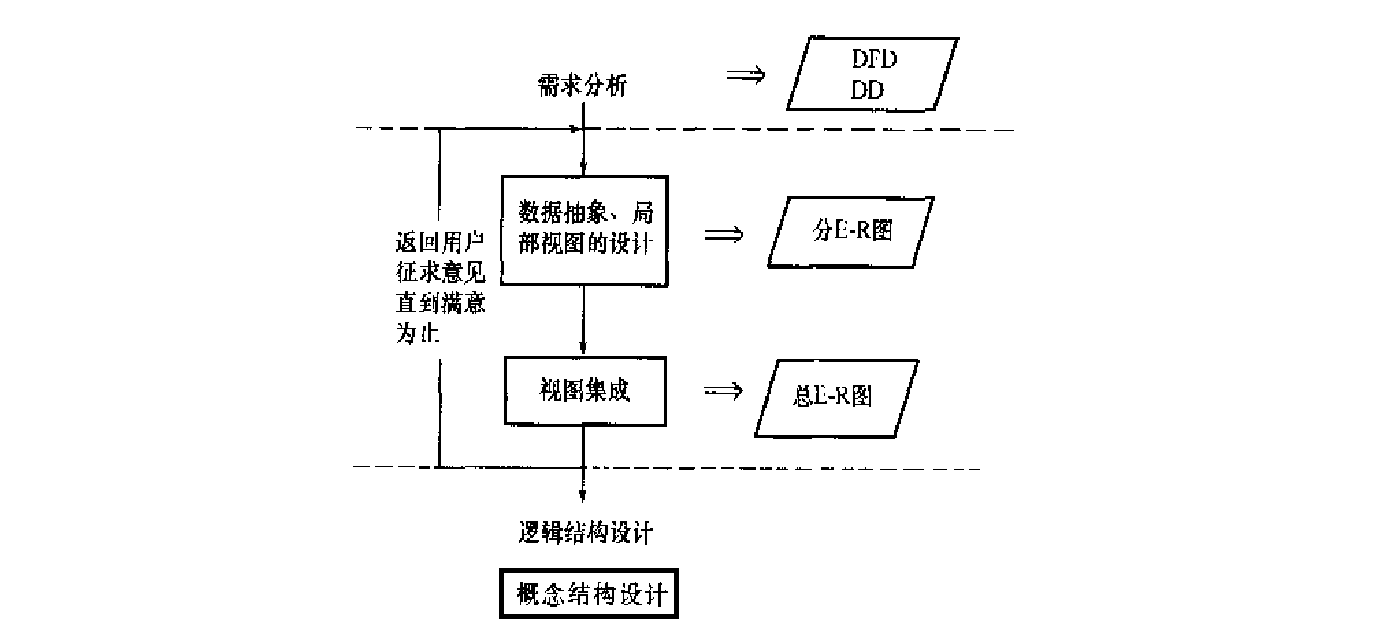 需求分析
DFD
DD
数据抽象、局
部视图的设计
分E-R图
返回用户
征求意见
直到满意
为止
视图集成
总E-R图
逻辑结构设计
概念结构设计